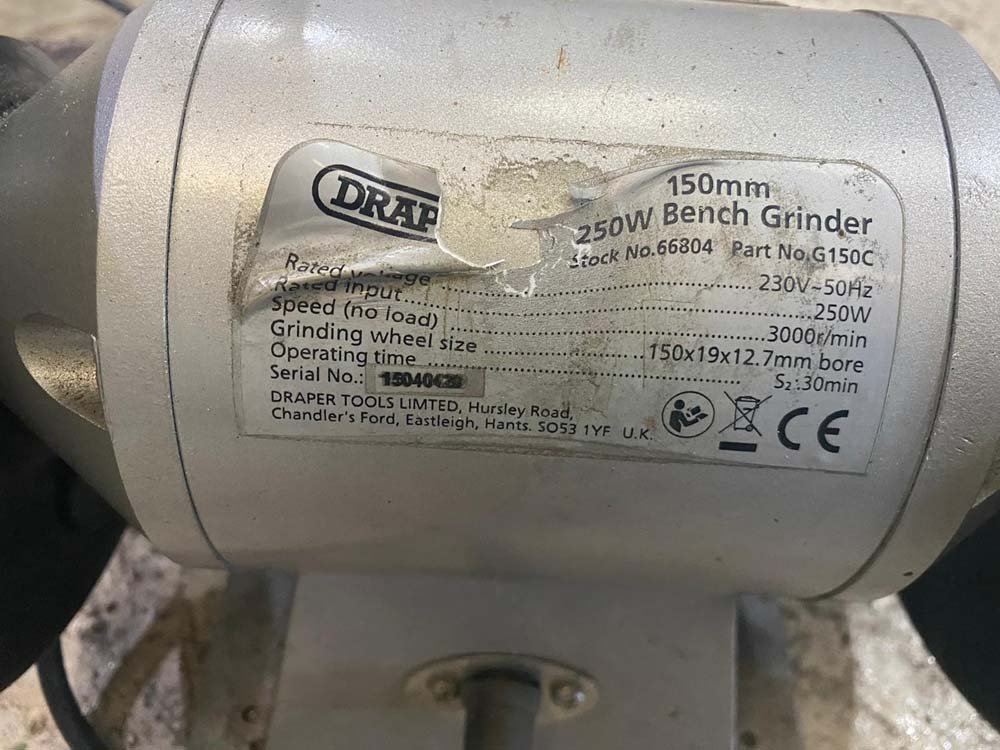 DRAP
150mm
250W Bench Grinder
Stock No.66804 Part No.G150C
Rated voltage ........ 230V~50Hz
Rated input ........ 250W
Speed (no load) ........ 3000r/min
Grinding wheel size ........ 150x19x12.7mm bore
Operating time ........ S2:30min
Serial No.:
DRAPER TOOLS LIMTED, Hursley Road,
Chandler's Ford, Eastleigh, Hants. SO53 1YF U.K.
CE